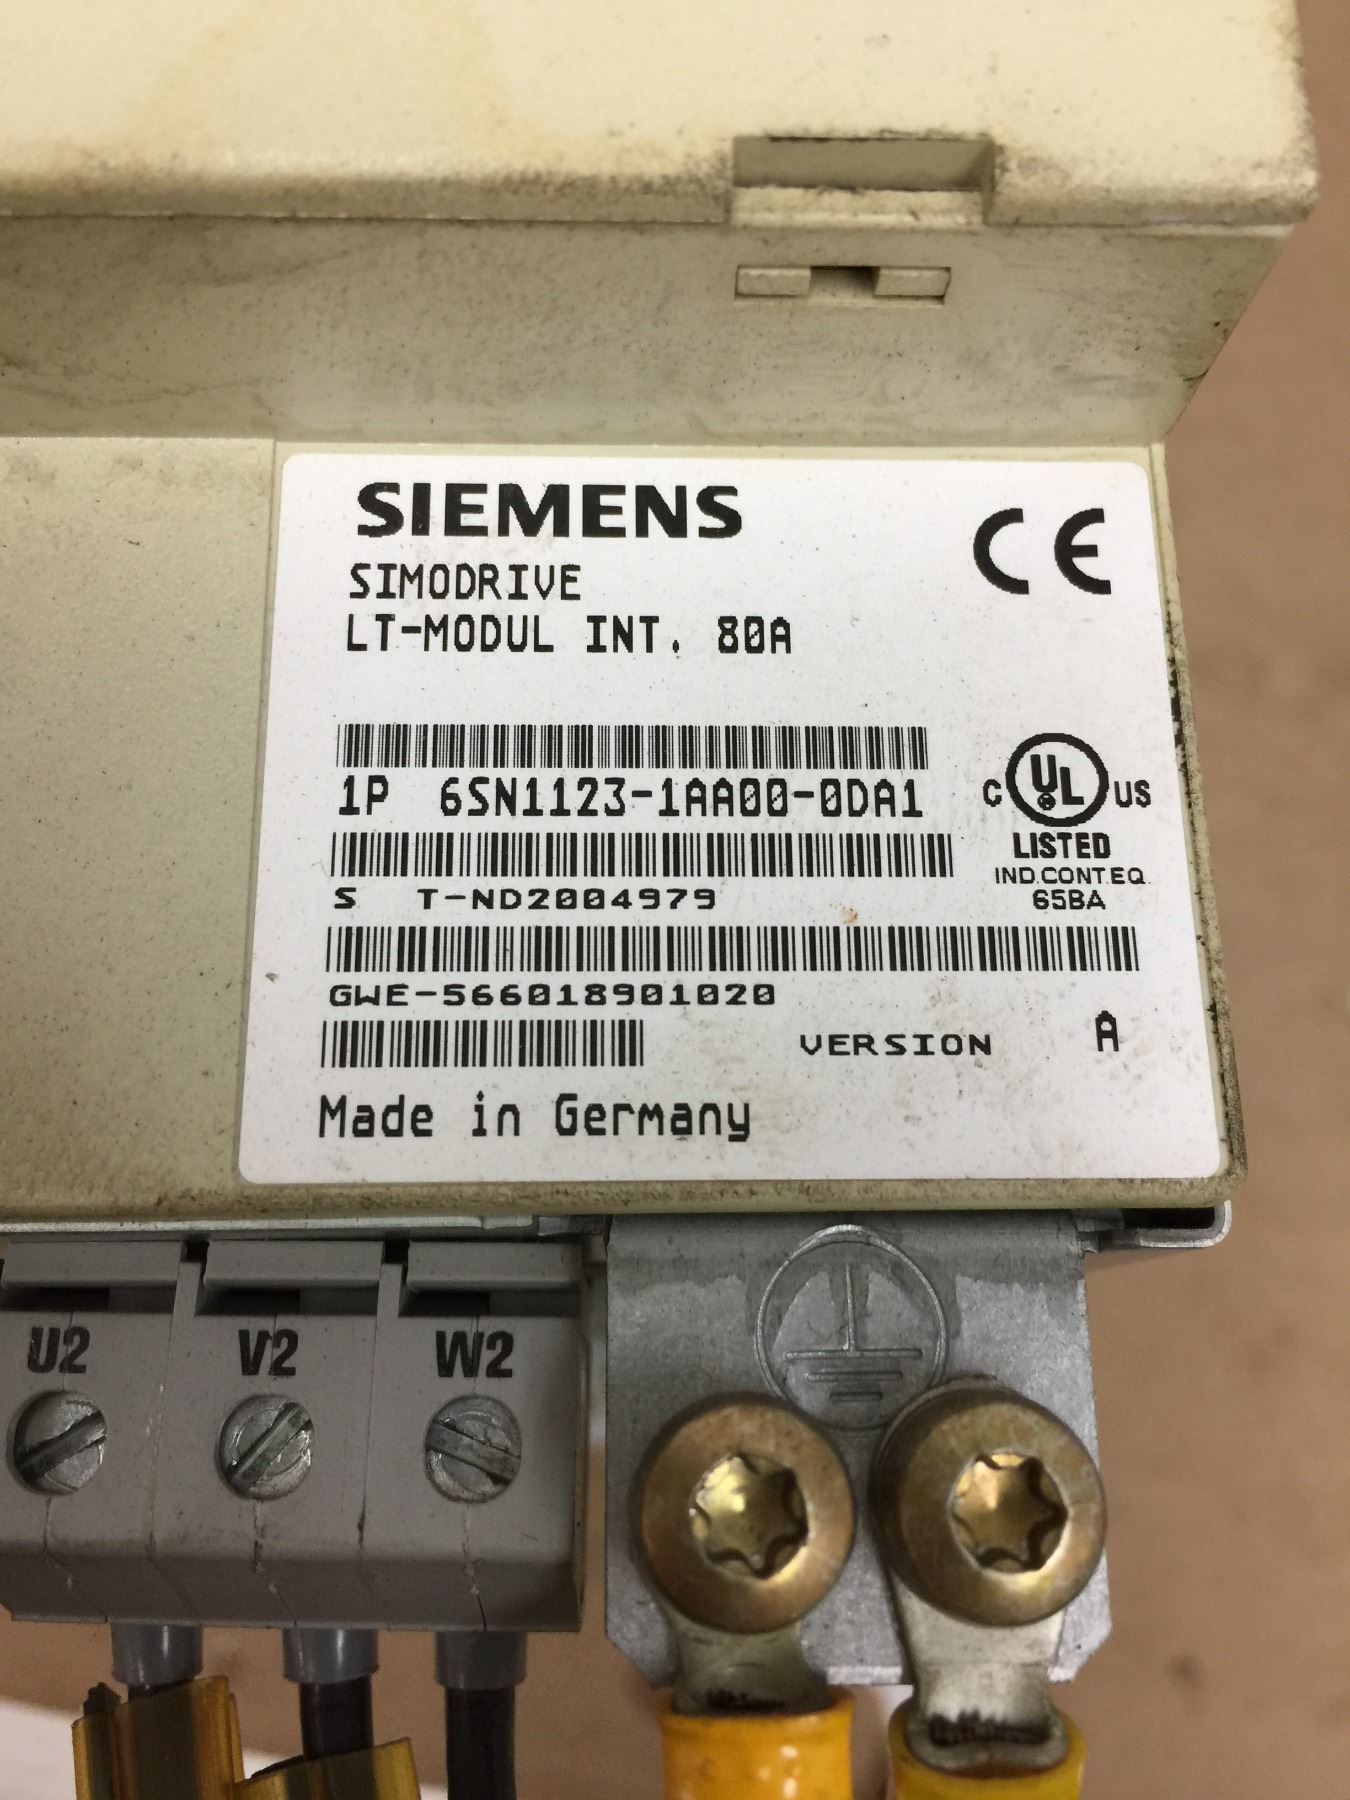 SIEMENS
CE
SIMODRIVE
LT-MODUL INT. 80A
1P 6SN1123-1AA00-0DA1
C UL US
LISTED
IND.CONT.EQ.
65BA
S T-ND2004979
GWE-566018901020
VERSION A
Made in Germany
U2 V2 W2